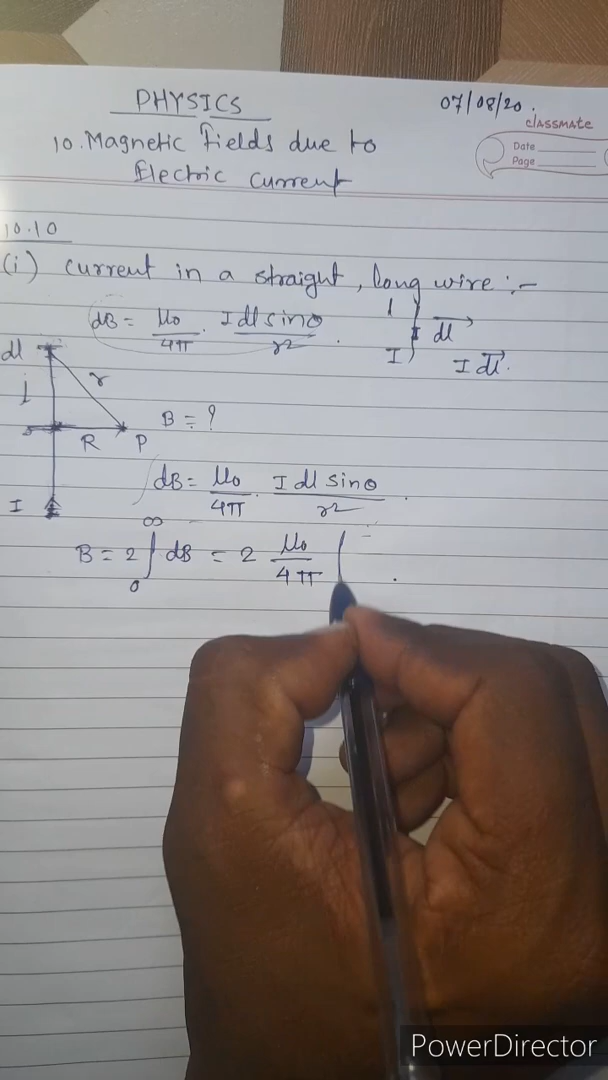 PHYSICS
07/08/20.
classmate
Date
Page
10. Magnetic fields due to
Electric current
10.10
(i) current in a straight, long wire :-
dB = μ₀/4π . I dl sinθ / r² .
I dl→
I dl→.
dl
r
R P
B = ?
I
dB = μ₀/4π . I dl sinθ / r² .
B = 2 ∫₀^∞ dB = 2 μ₀/4π ∫
PowerDirector